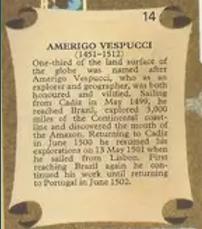 14
AMERIGO VESPUCCI
(1451-1512)
One-third of the land surface of
the globe was named after
Amerigo Vespucci, who as an
explorer and geographer, was both
honoured and vilified. Sailing
from Cadiz in May 1499, he
reached Brazil, explored 3,000
miles of the Continental coast-
line and discovered the mouth of
the Amazon. Returning to Cadiz
in June 1500 he resumed his
explorations on 13 May 1501 when
he sailed from Lisbon. First
reaching Brazil again he con-
tinued his work until returning
to Portugal in June 1502.